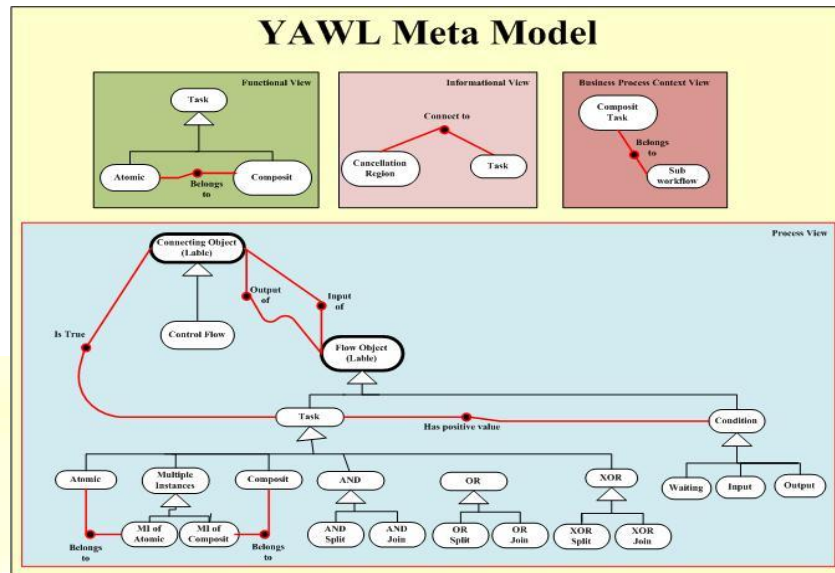 YAWL Meta Model
Functional View
Task
Atomic
Belongs
to
Composit
Informational View
Connect to
Cancellation
Region
Task
Business Process Context View
Composit
Task
Belongs
to
Sub
workflow
Process View
Connecting Object
(Lable)
Output
of
Input
of
Is True
Control Flow
Flow Object
(Lable)
Task
Has positive value
Condition
Atomic
Multiple
Instances
Composit
AND
OR
XOR
Waiting
Input
Output
Belongs
to
MI of
Atomic
MI of
Composit
Belongs
to
AND
Split
AND
Join
OR
Split
OR
Join
XOR
Split
XOR
Join